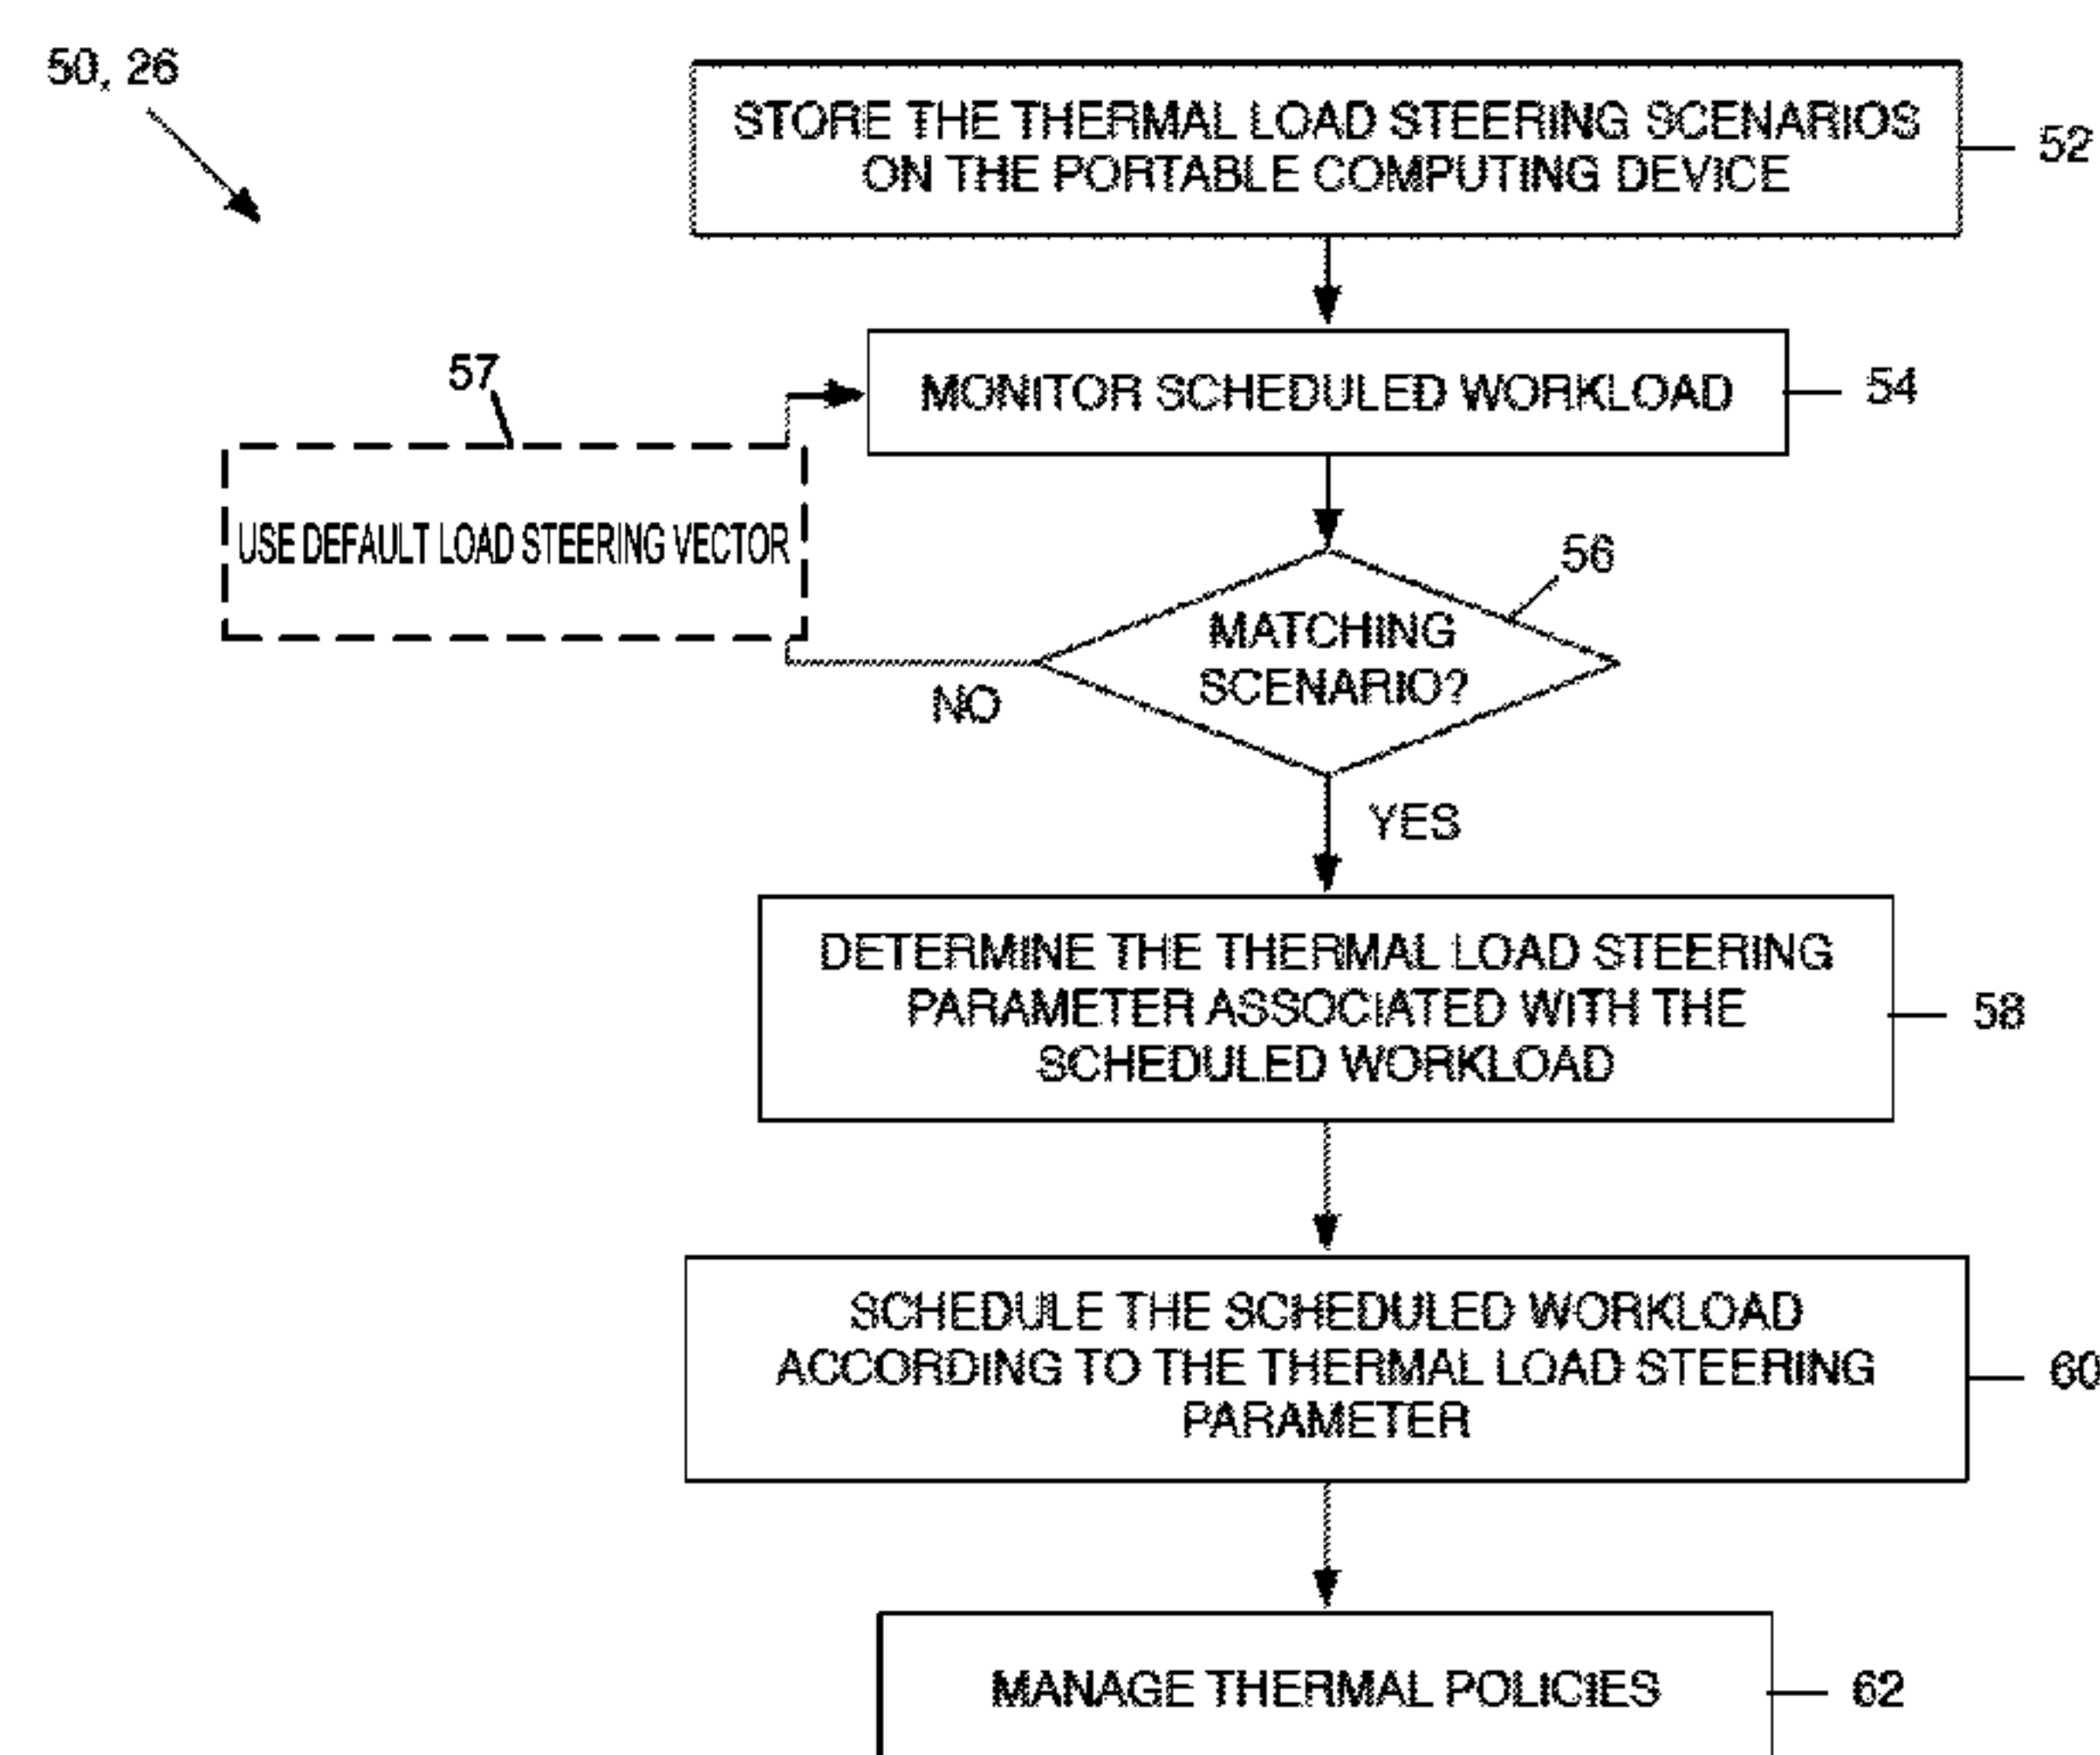 50, 26
STORE THE THERMAL LOAD STEERING SCENARIOS
ON THE PORTABLE COMPUTING DEVICE
52
57
MONITOR SCHEDULED WORKLOAD
54
USE DEFAULT LOAD STEERING VECTOR
56
MATCHING
SCENARIO?
NO
YES
DETERMINE THE THERMAL LOAD STEERING
PARAMETER ASSOCIATED WITH THE
SCHEDULED WORKLOAD
58
SCHEDULE THE SCHEDULED WORKLOAD
ACCORDING TO THE THERMAL LOAD STEERING
PARAMETER
60
MANAGE THERMAL POLICIES
62